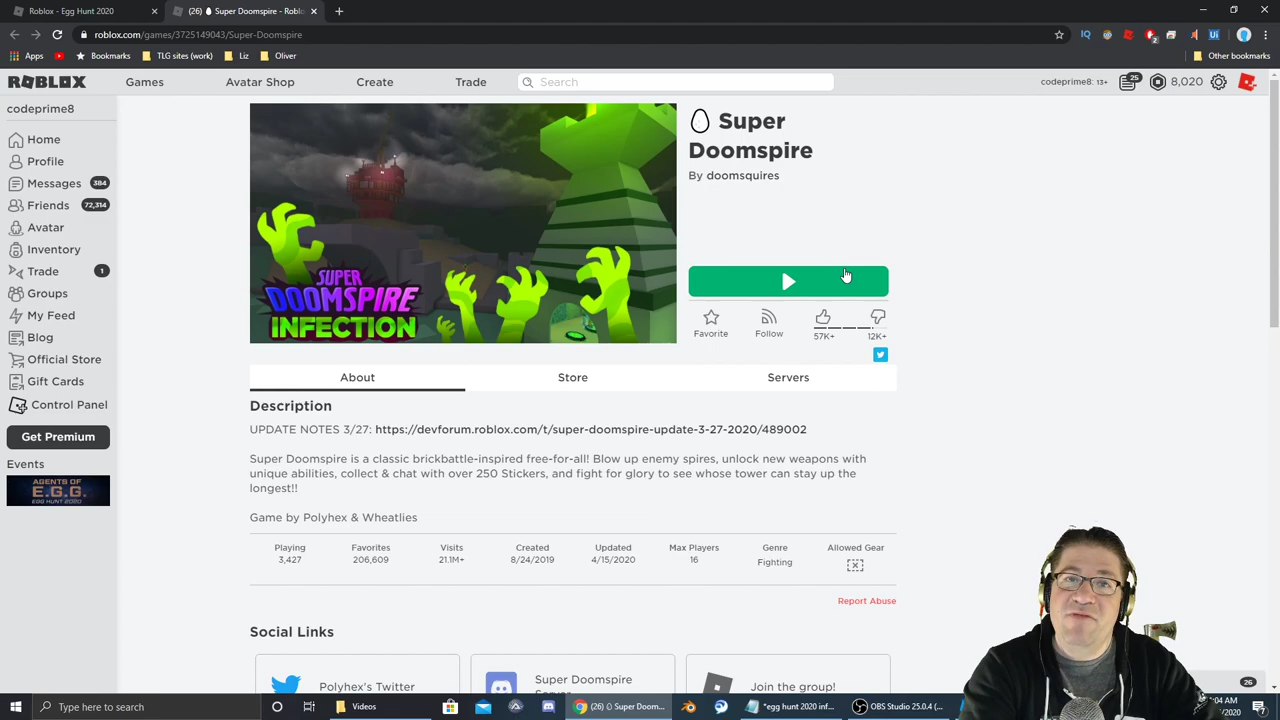 Roblox - Egg Hunt 2020
(26) Super Doomspire - Robl
roblox.com/games/3725149043/Super-Doomspire
Apps
Bookmarks
TLG sites (work)
Liz
Oliver
Other bookmarks
ROBLOX
Games
Avatar Shop
Create
Trade
Search
codeprime8: 13+
25
8,020
codeprime8
Home
Profile
Messages 384
Friends 72,314
Avatar
Inventory
Trade 1
Groups
My Feed
Blog
Official Store
Gift Cards
Control Panel
Get Premium
Events
AGENTS OF
E.G.G.
EGG HUNT 2020
SUPER
DOOMSPIRE
INFECTION
Super
Doomspire
By doomsquires
Favorite
Follow
57K+
12K+
About
Store
Servers
Description
UPDATE NOTES 3/27: https://devforum.roblox.com/t/super-doomspire-update-3-27-2020/489002
Super Doomspire is a classic brickbattle-inspired free-for-all! Blow up enemy spires, unlock new weapons with
unique abilities, collect & chat with over 250 Stickers, and fight for glory to see whose tower can stay up the
longest!!
Game by Polyhex & Wheatlies
Playing Favorites Visits Created Updated Max Players Genre Allowed Gear
3,427 206,609 21.1M+ 8/24/2019 4/15/2020 16 Fighting
Report Abuse
Social Links
Polyhex's Twitter
Super Doomspire
Join the group!
26
Type here to search
Videos
(26) Super Doom...
*egg hunt 2020 inf...
OBS Studio 25.0.4 (...